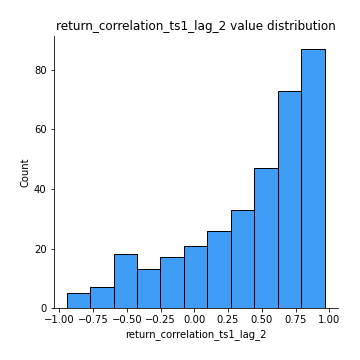 return_correlation_ts1_lag_2 value distribution
80
60
40
20
0
Count
−1.00 −0.75 −0.50 −0.25 0.00 0.25 0.50 0.75 1.00
return_correlation_ts1_lag_2